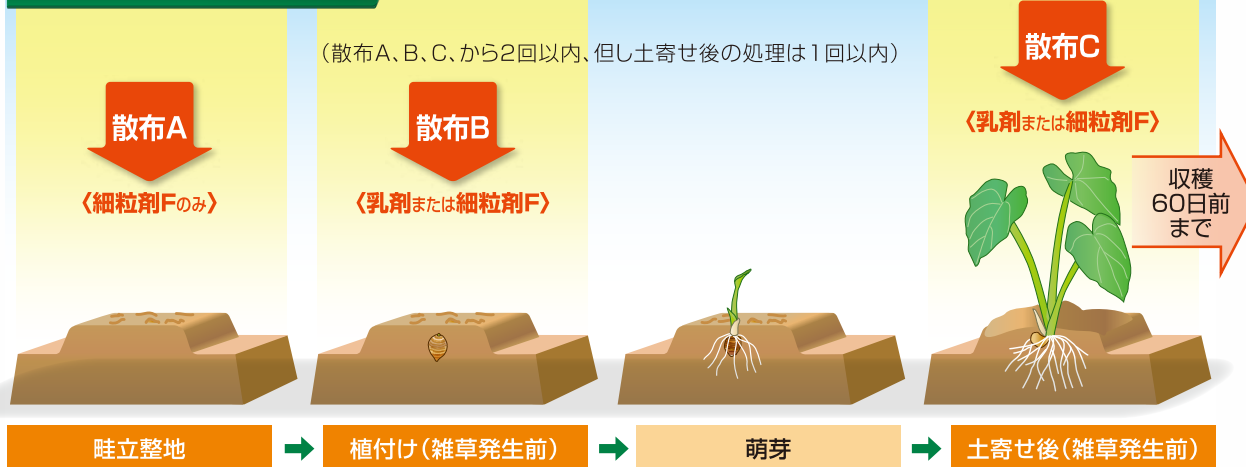 (散布A、B、C、から2回以内、但し土寄せ後の処理は1回以内)
散布A
〈細粒剤Fのみ〉
散布B
〈乳剤または細粒剤F〉
散布C
〈乳剤または細粒剤F〉
収穫
60日前
まで
畦立整地
植付け(雑草発生前)
萌芽
土寄せ後(雑草発生前)